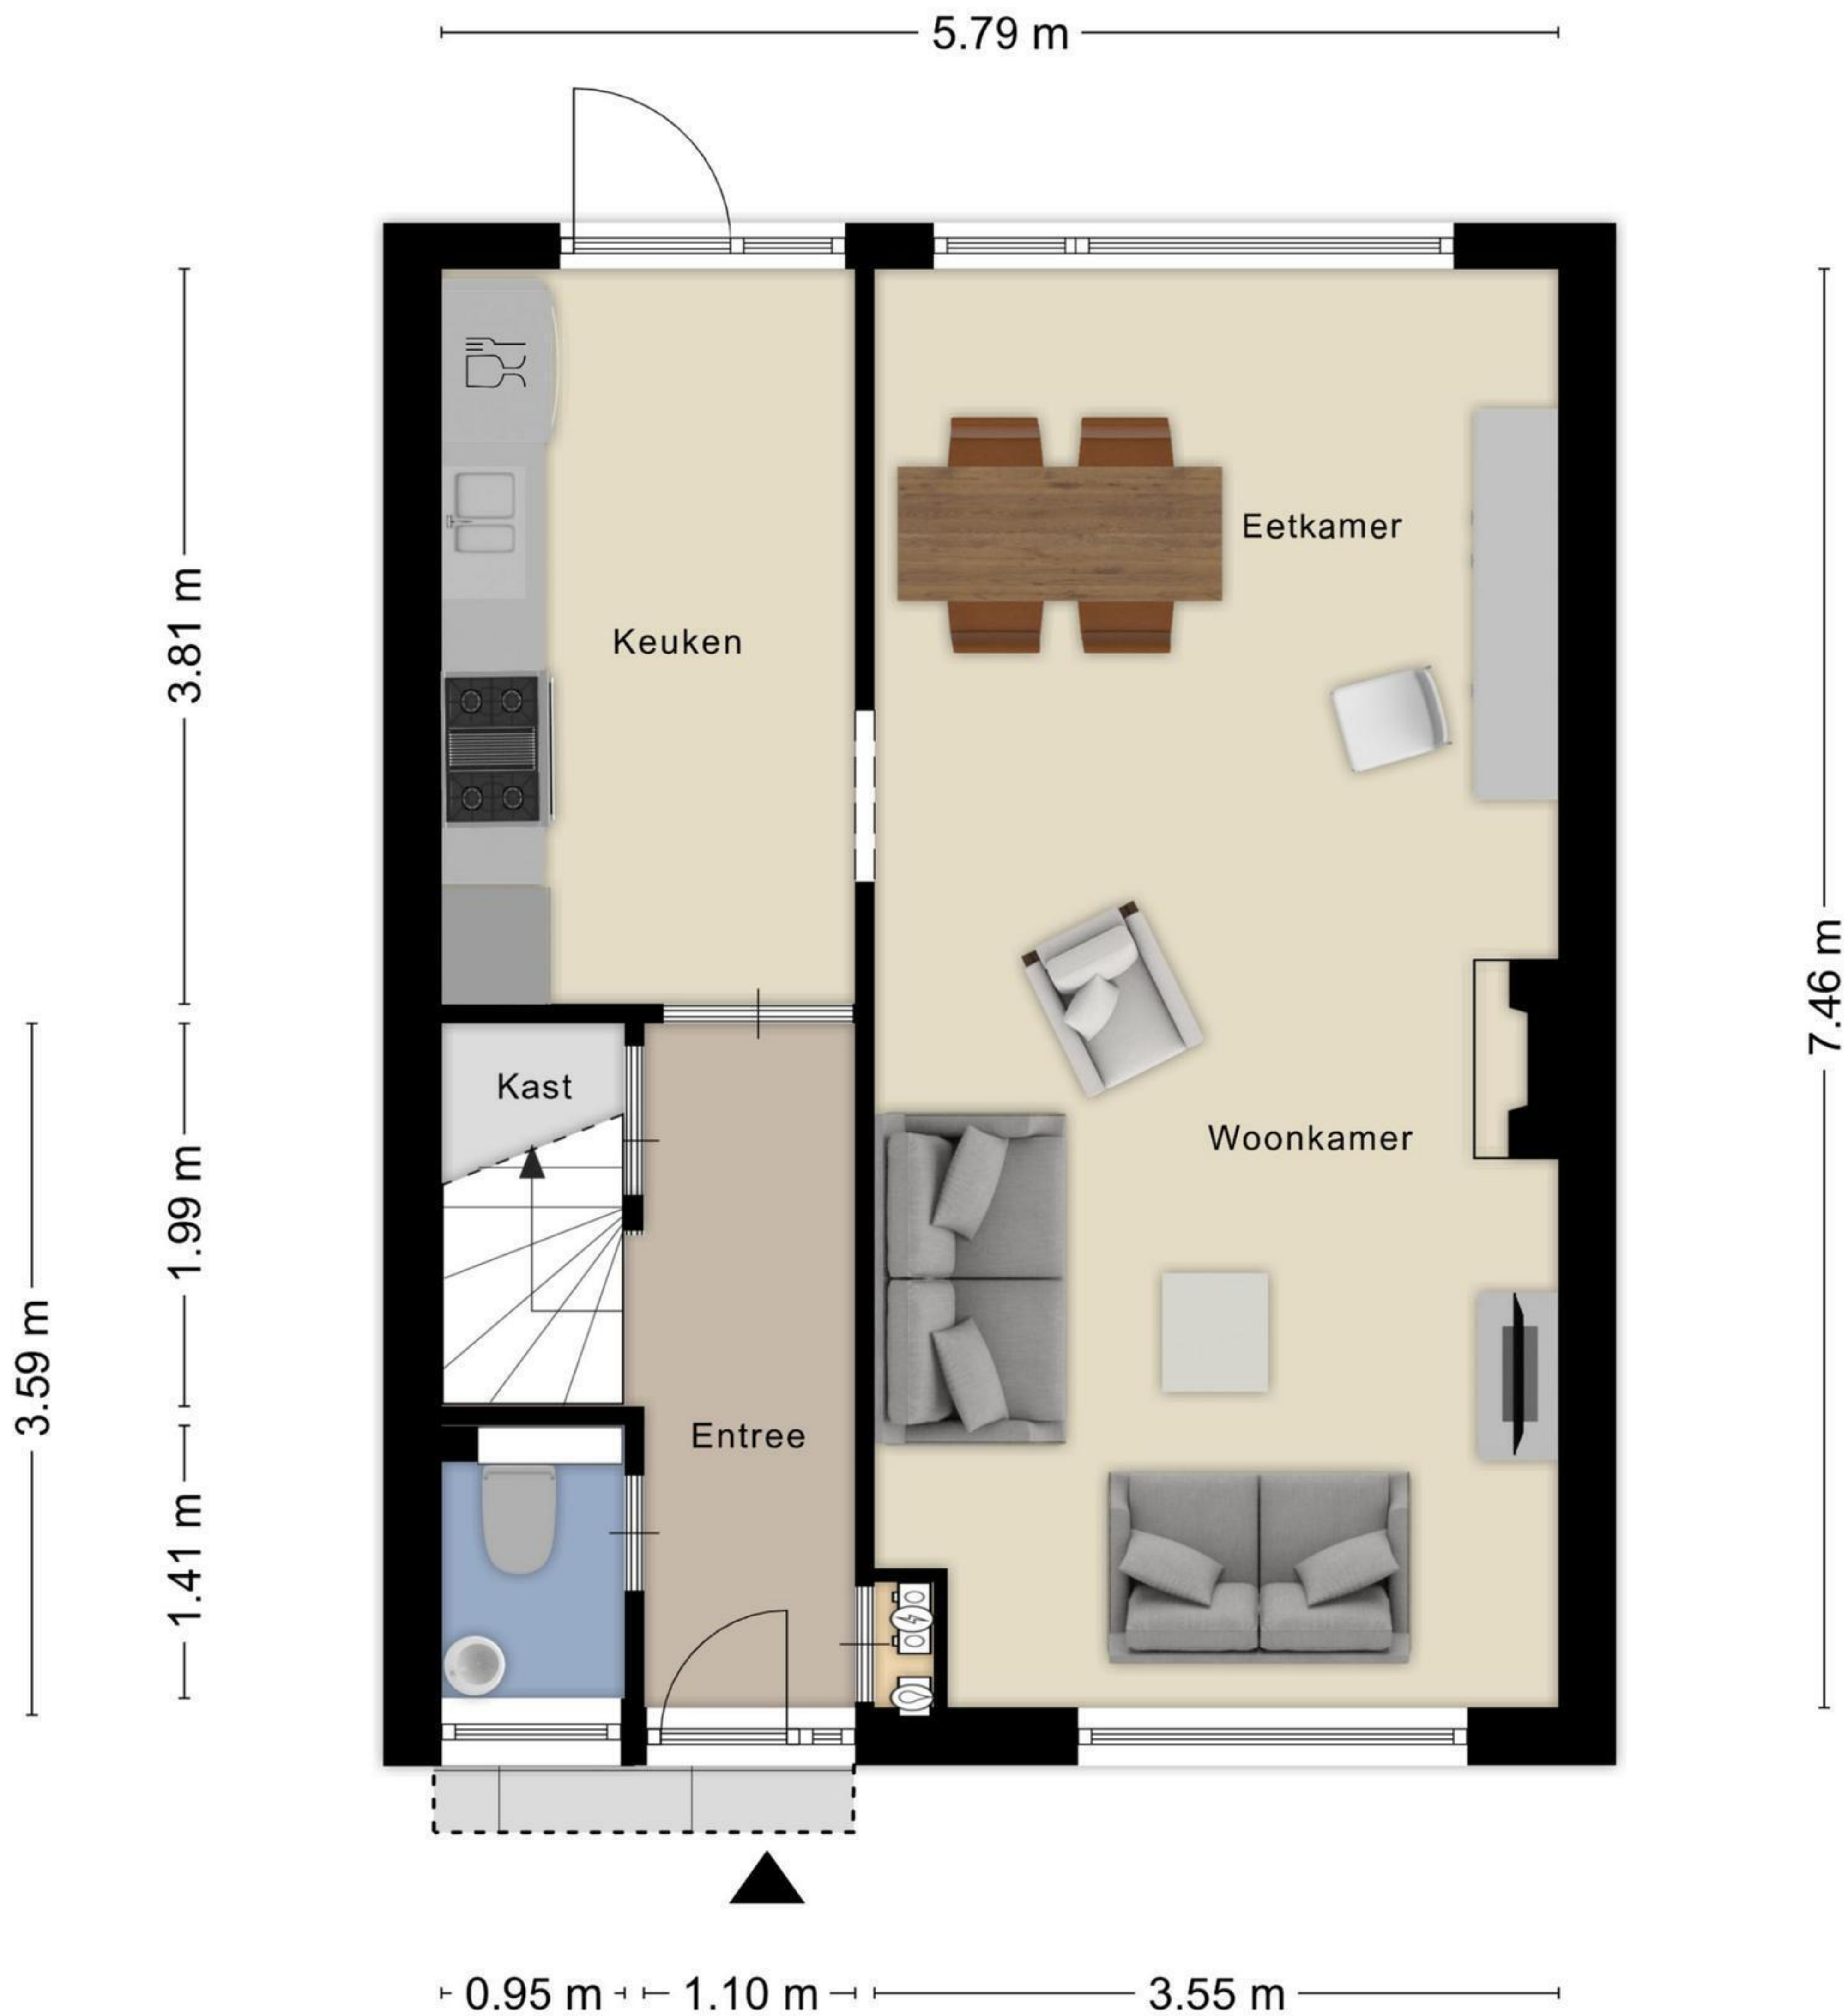 5.79 m
3.81 m
Eetkamer
Keuken
7.46 m
Kast
Woonkamer
1.99 m
3.59 m
Entree
1.41 m
0.95 m
1.10 m
3.55 m